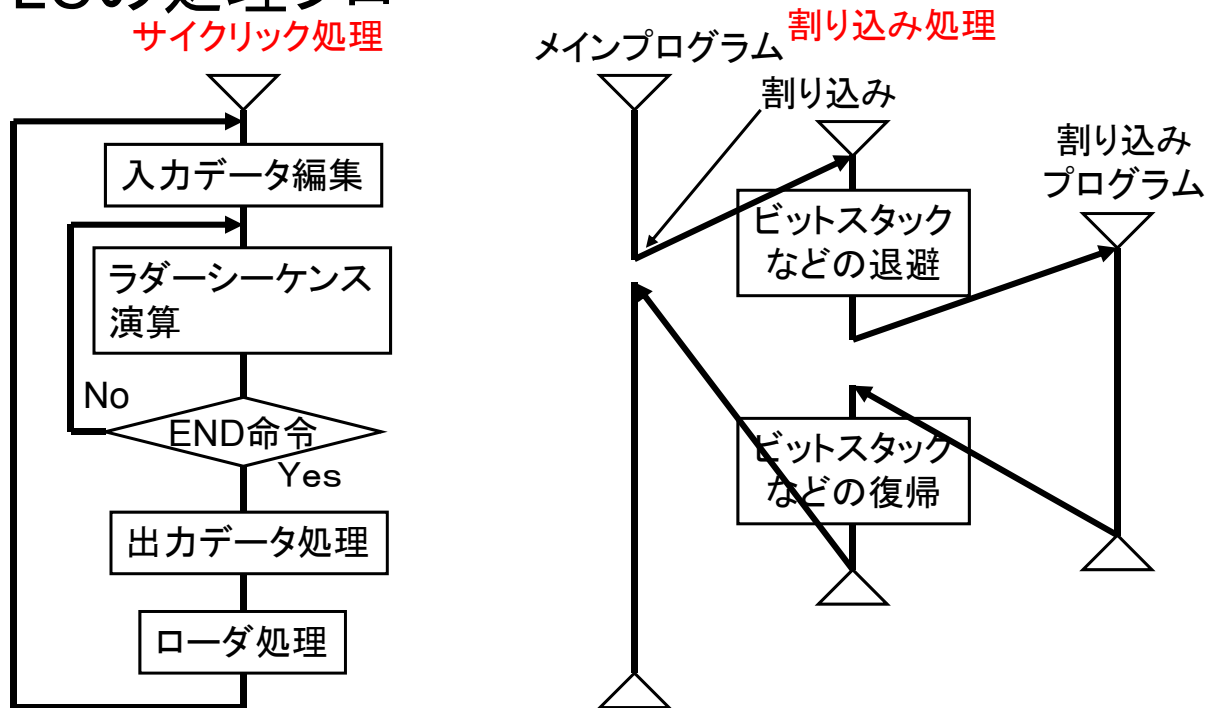 サイクリック処理
入力データ編集
ラダーシーケンス
演算
No
END命令
Yes
出力データ処理
ローダ処理
メインプログラム
割り込み処理
割り込み
ビットスタック
などの退避
割り込み
プログラム
ビットスタック
などの復帰